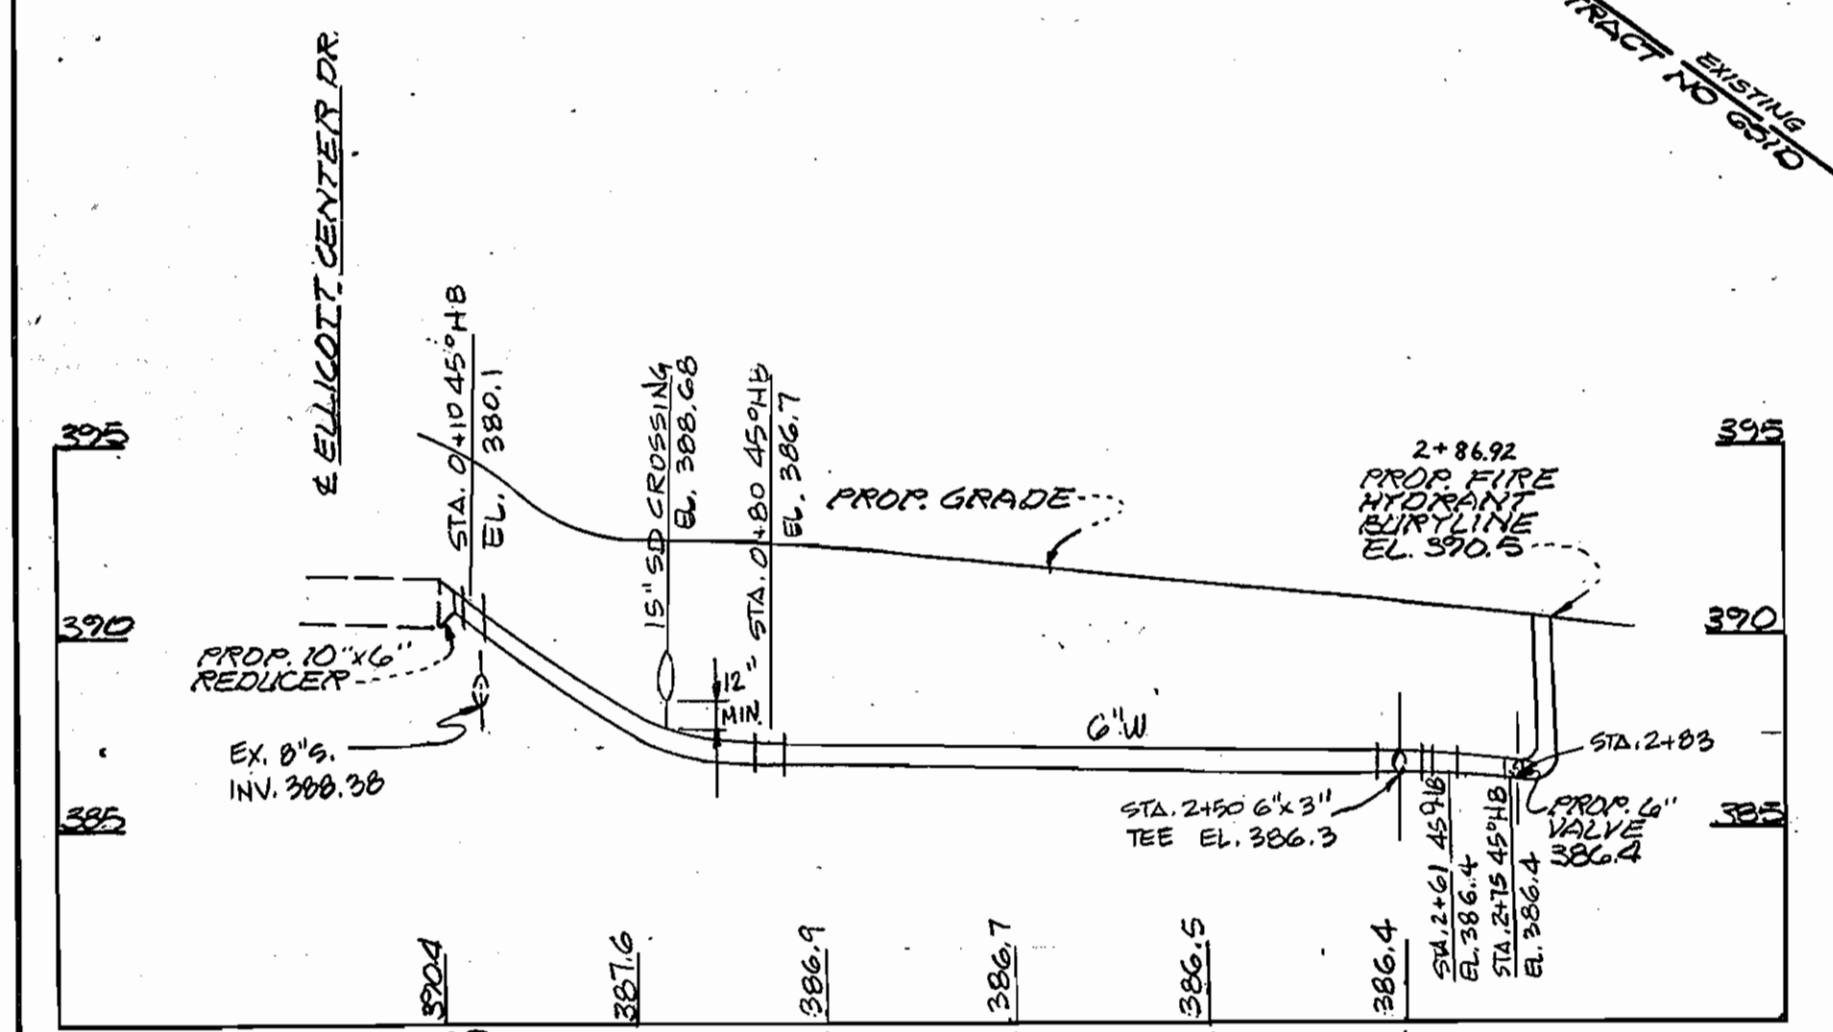 EXISTING
TRACT NO 651D
℄ ELLICOTT CENTER DR.
STA. 0+10 45°HB
EL. 380.1
15" SD CROSSING
EL. 388.68
STA. 0+80 45°HB
EL. 386.7
395
395
PROP. GRADE
2+86.92
PROP. FIRE
HYDRANT
BURYLINE
EL. 390.5
390
390
PROP. 10"x6"
REDUCER
12"
MIN.
6"W
EX. 8"S.
INV. 388.38
STA. 2+83
STA. 2+50 6"x3"
TEE EL. 386.3
PROP. 6"
VALVE
386.4
385
385
STA. 2+61 45°HB
EL. 386.4
STA. 2+75 45°HB
EL. 386.4
390.4
387.6
386.9
386.7
386.5
386.4